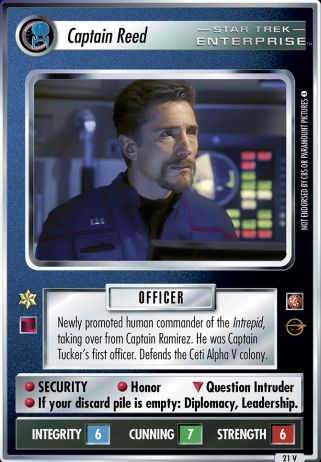 Captain Reed
STAR TREK
ENTERPRISE™
NOT ENDORSED BY CBS OR PARAMOUNT PICTURES
OFFICER
Newly promoted human commander of the Intrepid,
taking over from Captain Ramirez. He was Captain
Tucker's first officer. Defends the Ceti Alpha V colony.
SECURITY Honor Question Intruder
If your discard pile is empty: Diplomacy, Leadership.
INTEGRITY 6 CUNNING 7 STRENGTH 6
21 V